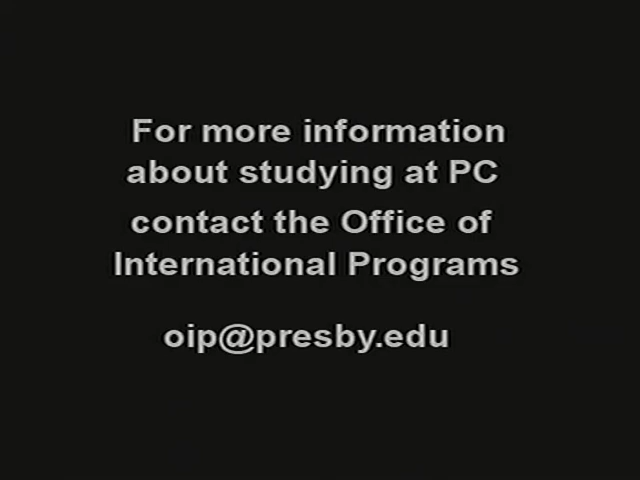 For more information
about studying at PC
contact the Office of
International Programs
oip@presby.edu